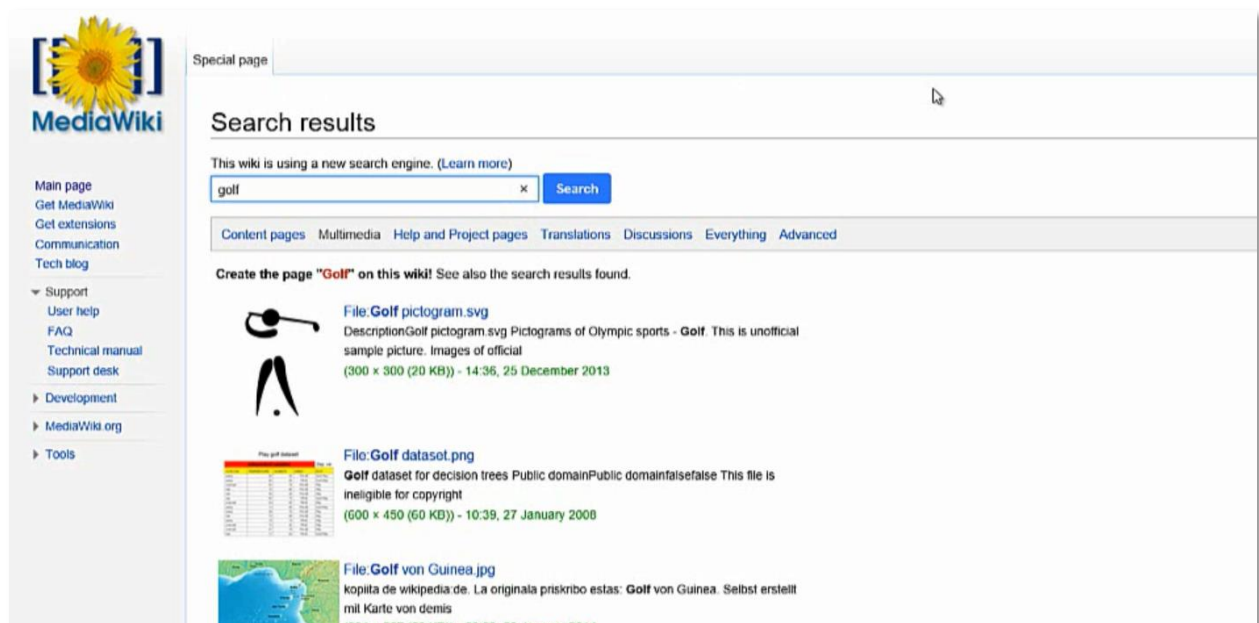 MediaWiki
Special page
Search results
This wiki is using a new search engine. (Learn more)
golf × Search
Content pages Multimedia Help and Project pages Translations Discussions Everything Advanced
Create the page "Golf" on this wiki! See also the search results found.
Main page
Get MediaWiki
Get extensions
Communication
Tech blog
Support
User help
FAQ
Technical manual
Support desk
Development
MediaWiki.org
Tools
File:Golf pictogram.svg
DescriptionGolf pictogram.svg Pictograms of Olympic sports - Golf. This is unofficial
sample picture. Images of official
(300 × 300 (20 KB)) - 14:36, 25 December 2013
Play golf dataset
File:Golf dataset.png
Golf dataset for decision trees Public domainPublic domainfalsefalse This file is
ineligible for copyright
(600 × 450 (60 KB)) - 10:39, 27 January 2008
File:Golf von Guinea.jpg
kopiita de wikipedia:de. La originala priskribo estas: Golf von Guinea. Selbst erstellt
mit Karte von demis